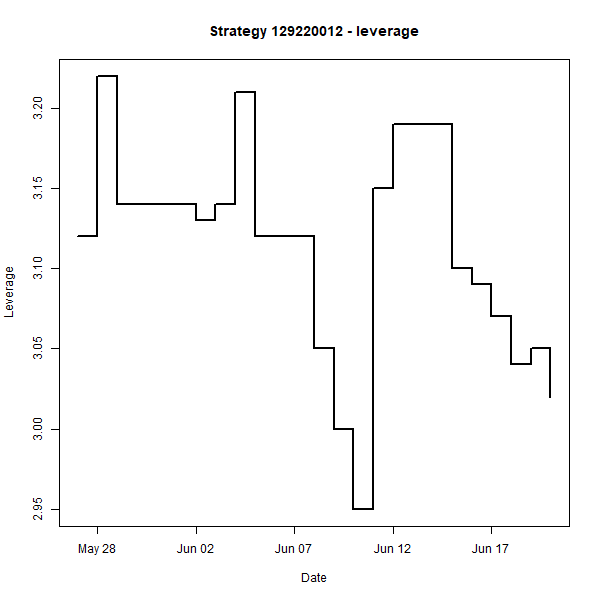 Strategy 129220012 - leverage
3.20
3.15
3.10
3.05
3.00
2.95
Leverage
May 28 Jun 02 Jun 07 Jun 12 Jun 17
Date